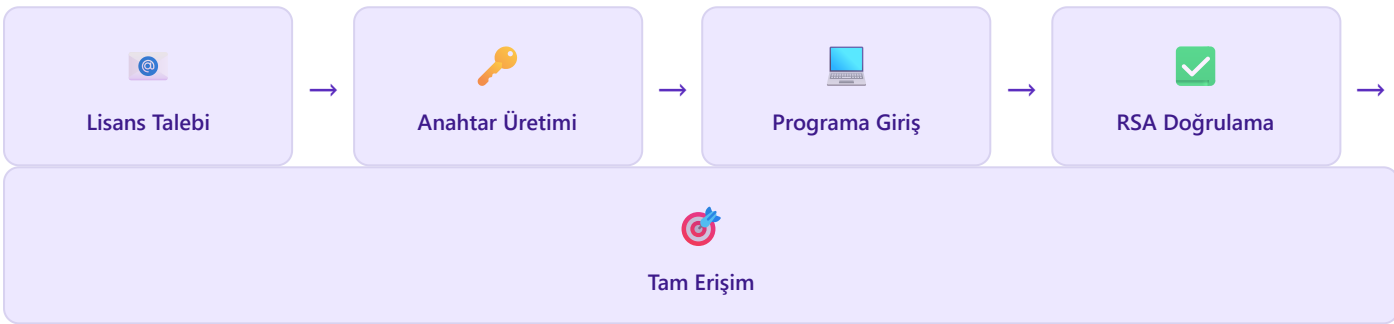 Lisans Talebi
→
Anahtar Üretimi
→
Programa Giriş
→
RSA Doğrulama
→
Tam Erişim